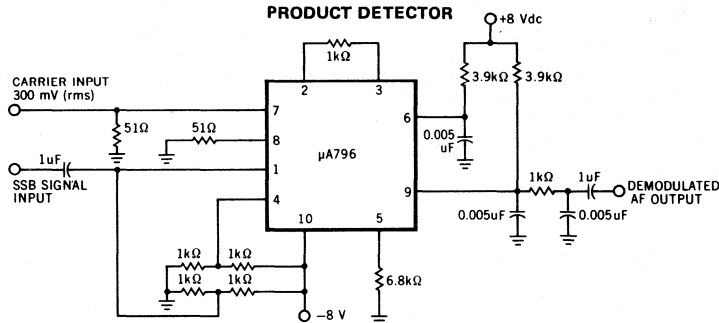 PRODUCT DETECTOR
+8 Vdc
1kΩ
3.9kΩ 3.9kΩ
CARRIER INPUT
300 mV (rms)
2 3
7
6
51Ω
51Ω
8
0.005
uF
μA796
1uF
1
SSB SIGNAL
INPUT
9
1kΩ
1uF
DEMODULATED
AF OUTPUT
4
10 5
0.005uF
0.005uF
1kΩ 1kΩ
1kΩ 1kΩ
6.8kΩ
−8 V